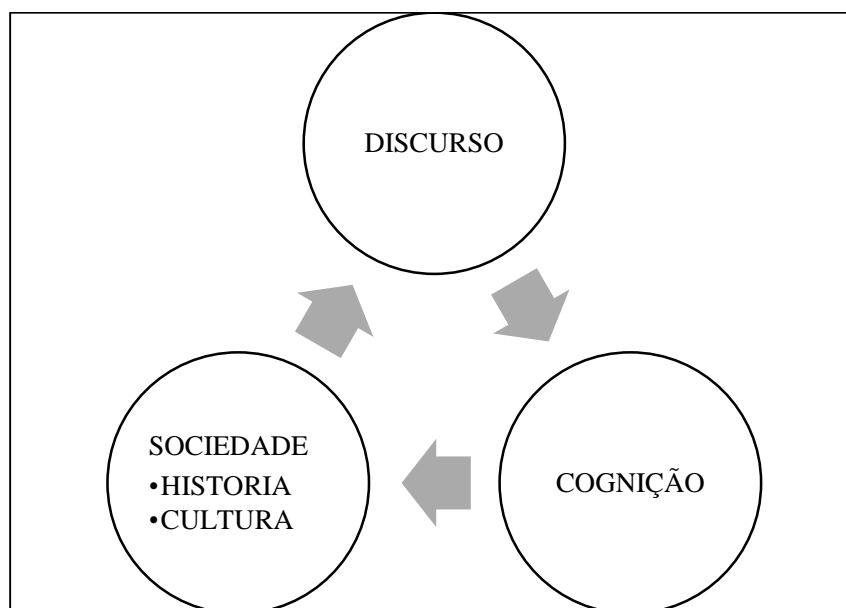 DISCURSO
SOCIEDADE
•HISTORIA
•CULTURA
COGNIÇÃO